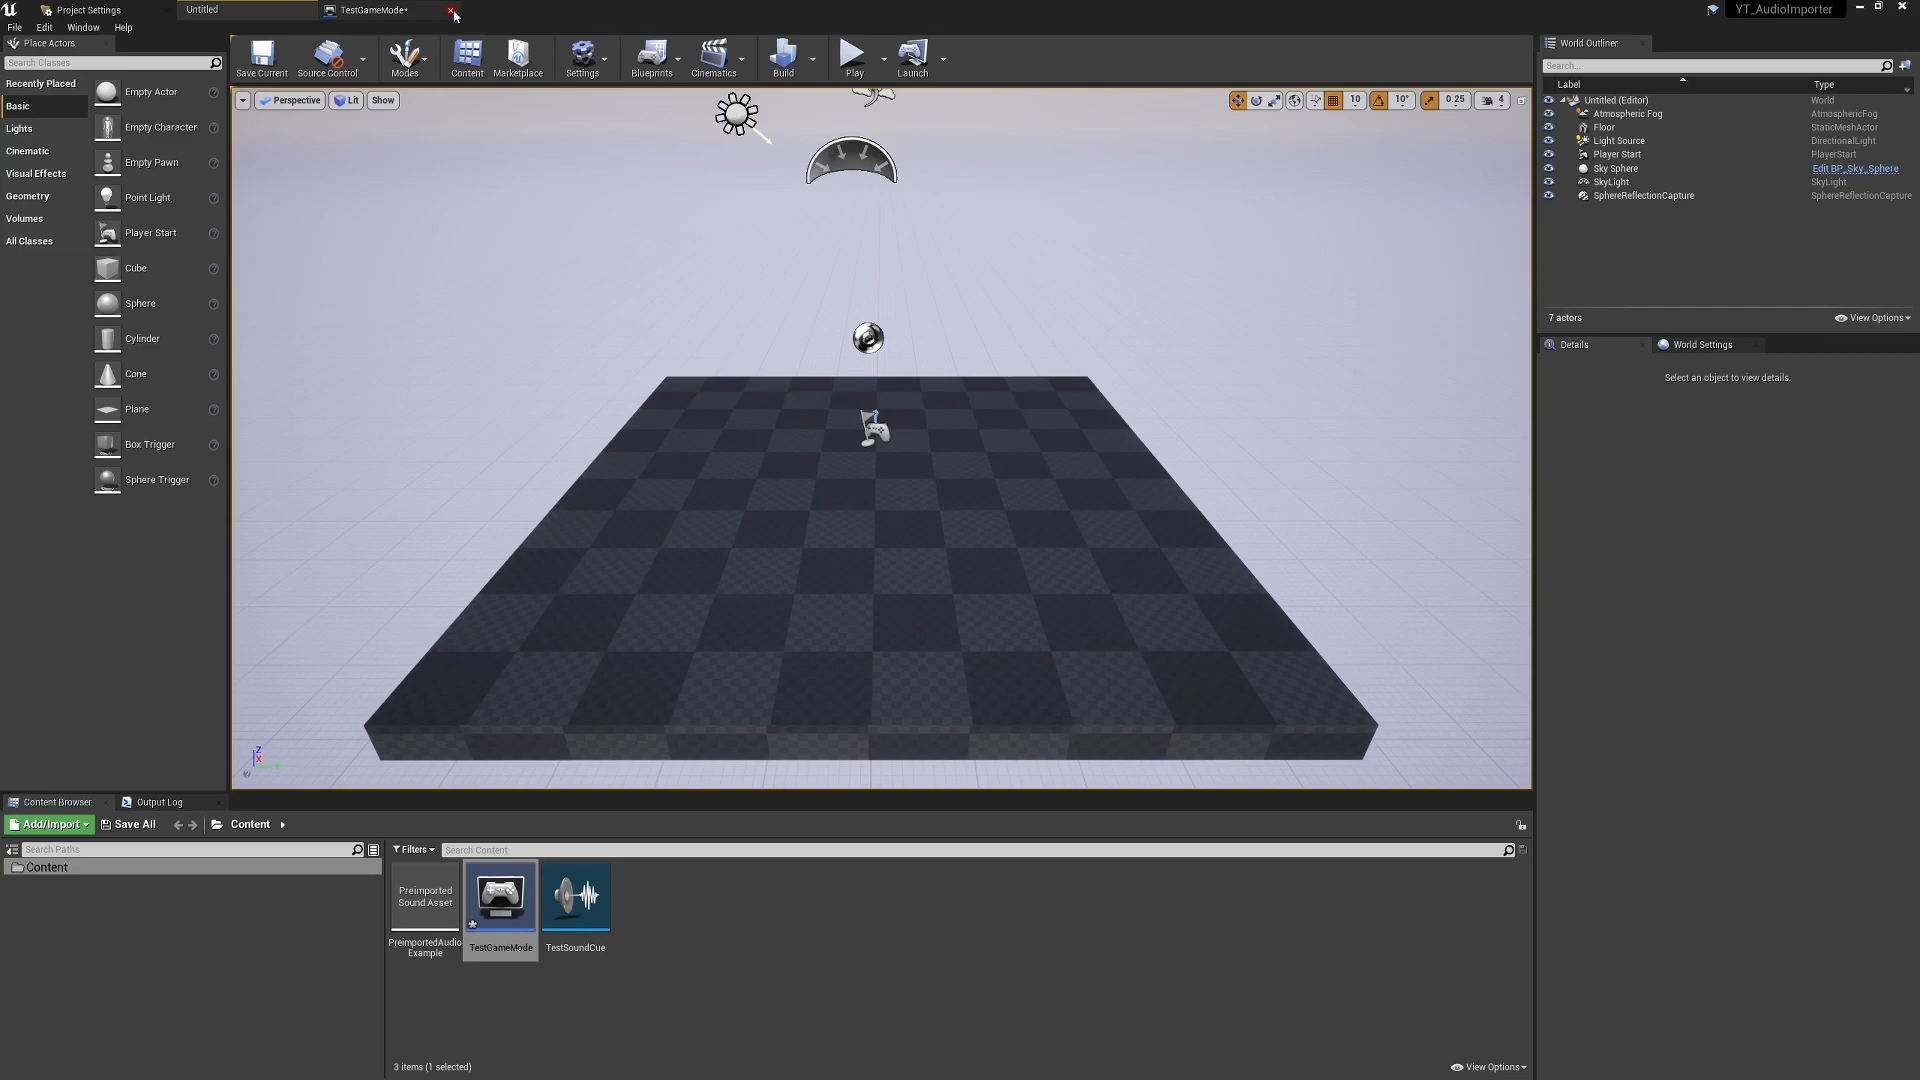 Project Settings
Untitled
TestGameMode*
YT_AudioImporter
File Edit Window Help
Place Actors
Search Classes
Recently Placed
Basic
Lights
Cinematic
Visual Effects
Geometry
Volumes
All Classes
Empty Actor
Empty Character
Empty Pawn
Point Light
Player Start
Cube
Sphere
Cylinder
Cone
Plane
Box Trigger
Sphere Trigger
Save Current
Source Control
Modes
Content
Marketplace
Settings
Blueprints
Cinematics
Build
Play
Launch
Perspective
Lit
Show
10
10°
0.25
4
Z
X
World Outliner
Search...
Label Type
Untitled (Editor) World
Atmospheric Fog AtmosphericFog
Floor StaticMeshActor
Light Source DirectionalLight
Player Start PlayerStart
Sky Sphere Edit BP_Sky_Sphere
SkyLight SkyLight
SphereReflectionCapture SphereReflectionCapture
7 actors
View Options
Details
World Settings
Select an object to view details.
Content Browser
Output Log
Add/Import
Save All
Content
Search Paths
Content
Filters
Search Content
Preimported
Sound Asset
PreimportedAudio
Example
TestGameMode
TestSoundCue
3 items (1 selected)
View Options